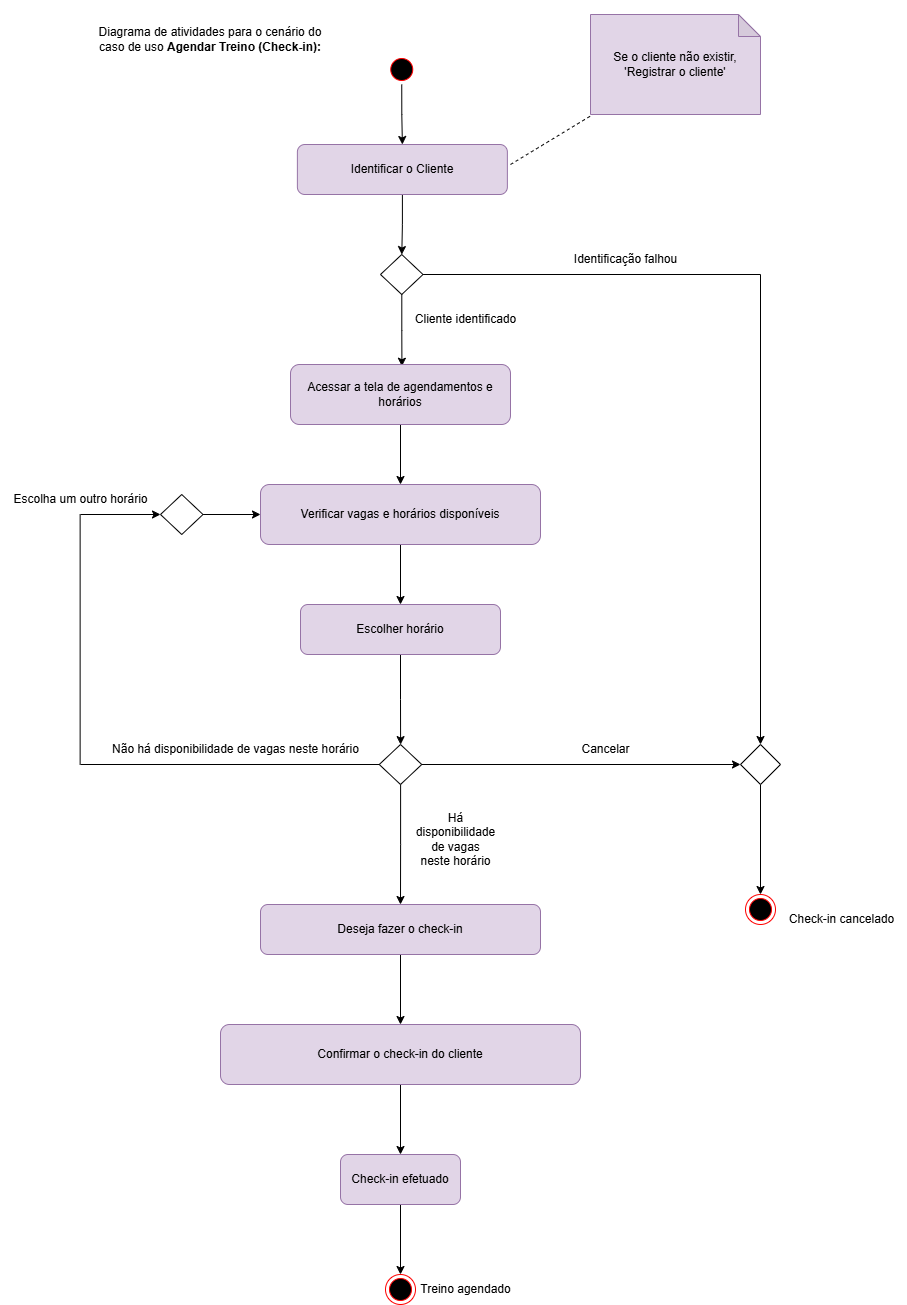 Diagrama de atividades para o cenário do
caso de uso Agendar Treino (Check-in):
Se o cliente não existir,
'Registrar o cliente'
Identificar o Cliente
Identificação falhou
Cliente identificado
Acessar a tela de agendamentos e
horários
Escolha um outro horário
Verificar vagas e horários disponíveis
Escolher horário
Não há disponibilidade de vagas neste horário
Cancelar
Há
disponibilidade
de vagas
neste horário
Deseja fazer o check-in
Check-in cancelado
Confirmar o check-in do cliente
Check-in efetuado
Treino agendado